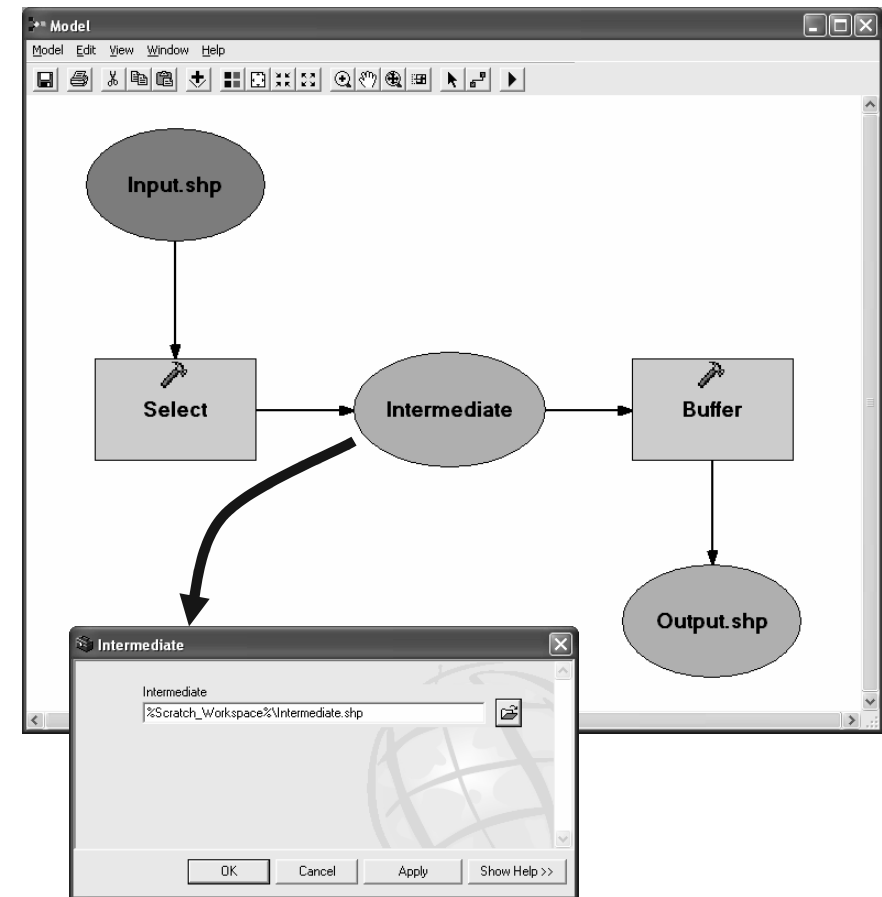 Model
Model Edit View Window Help
Input.shp
Select
Intermediate
Buffer
Output.shp
Intermediate
Intermediate
%Scratch_Workspace%\Intermediate.shp
OK Cancel Apply Show Help >>